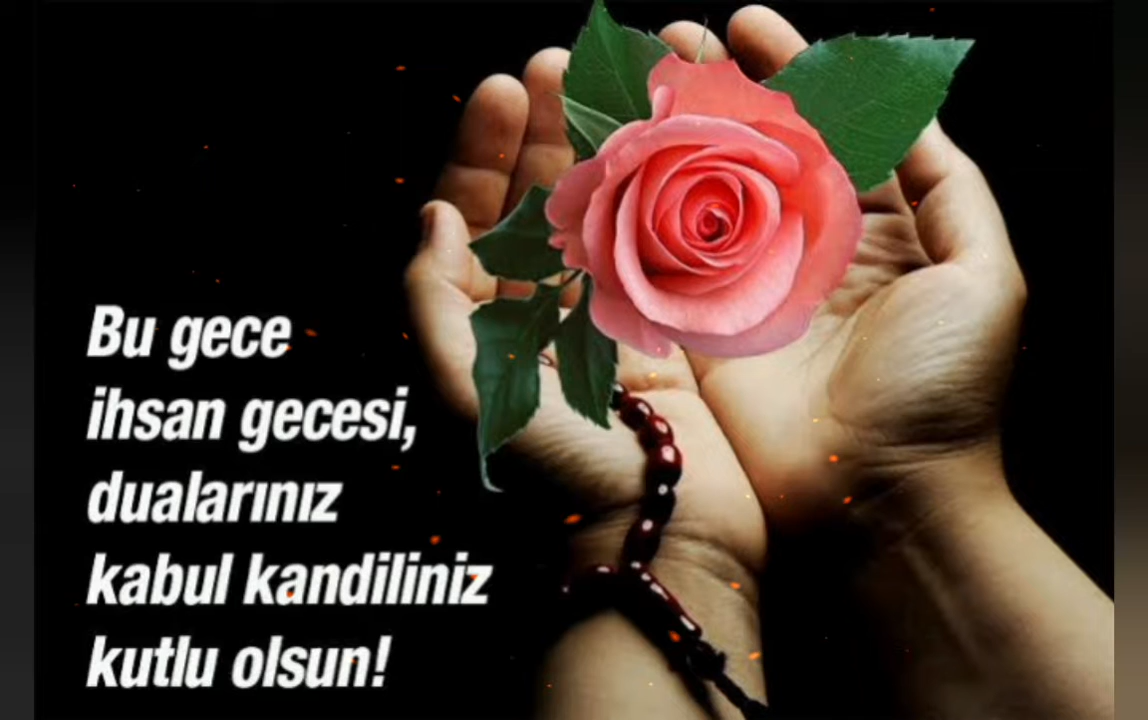 Bu gece
ihsan gecesi,
dualarınız
kabul kandiliniz
kutlu olsun!